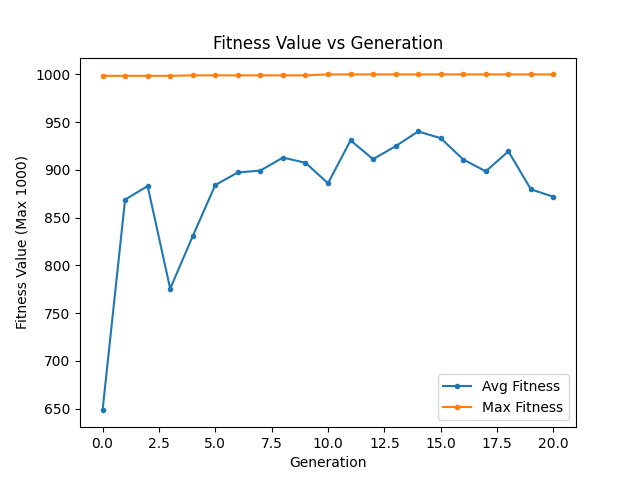 Fitness Value vs Generation
Fitness Value (Max 1000)
1000
950
900
850
800
750
700
650
0.0 2.5 5.0 7.5 10.0 12.5 15.0 17.5 20.0
Generation
Avg Fitness
Max Fitness